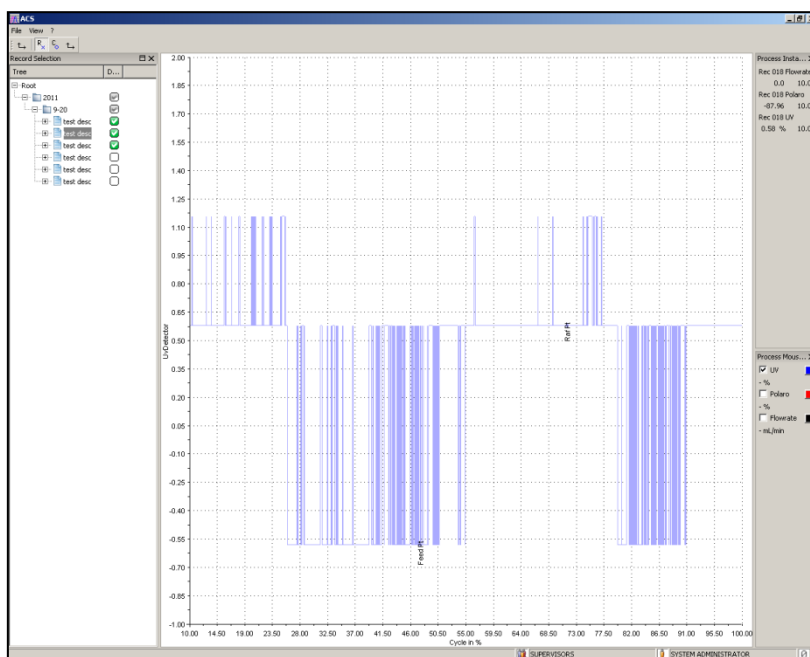 ACS
File View ?
Record Selection
Tree D...
Root
2011
9-20
test desc
test desc
test desc
test desc
test desc
test desc
2.00
1.85
1.70
1.55
1.40
1.25
1.10
0.95
0.80
0.65
0.50
0.35
0.20
0.05
-0.10
-0.25
-0.40
-0.55
-0.70
-0.85
-1.00
UvDetector
Raf Pt
Feed Pt
10.00 14.50 19.00 23.50 28.00 32.50 37.00 41.50 46.00 50.50 55.00 59.50 64.00 68.50 73.00 77.50 82.00 86.50 91.00 95.50 100.00
Cycle in %
Process Insta...
Rec 018 Flowrate
0.0 10.0
Rec 018 Polaro
-87.96 10.0
Rec 018 UV
0.58 % 10.0
Process Mous...
UV
- %
Polaro
- %
Flowrate
- mL/min
SUPERVISORS SYSTEM ADMINISTRATOR